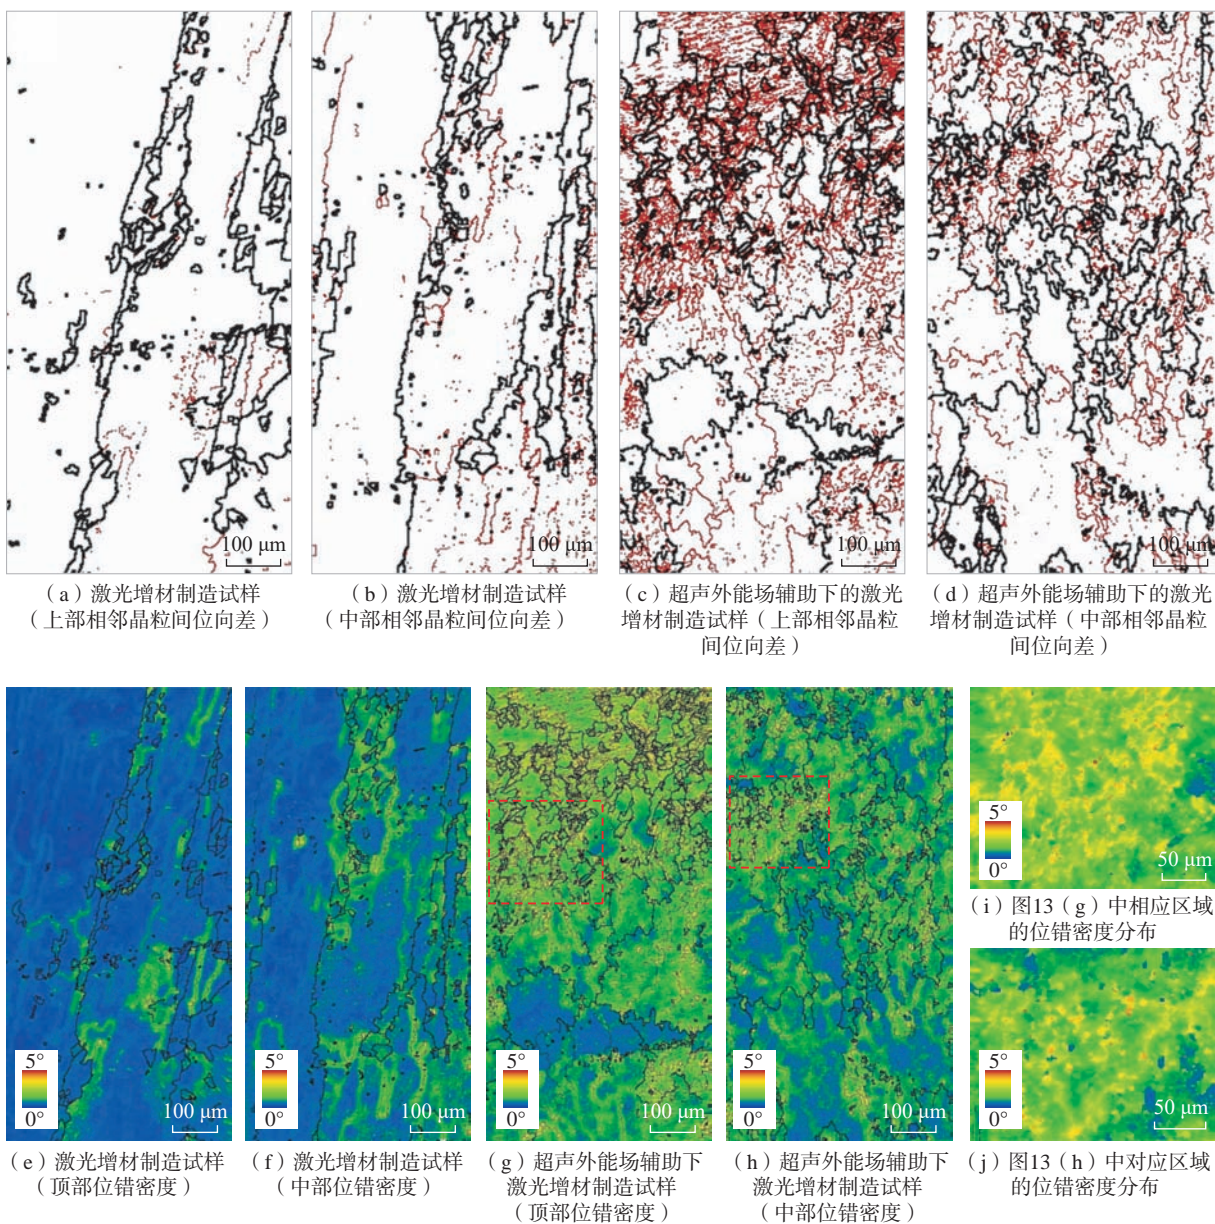 100 μm
100 μm
100 μm
100 μm
(a)激光增材制造试样
(上部相邻晶粒间位向差)
(b)激光增材制造试样
(中部相邻晶粒间位向差)
(c)超声外能场辅助下的激光
增材制造试样(上部相邻晶粒
间位向差)
(d)超声外能场辅助下的激光
增材制造试样(中部相邻晶粒
间位向差)
5°
0°
100 μm
5°
0°
100 μm
5°
0°
100 μm
5°
0°
100 μm
5°
0°
50 μm
(i)图13(g)中相应区域
的位错密度分布
5°
0°
50 μm
(e)激光增材制造试样
(顶部位错密度)
(f)激光增材制造试样
(中部位错密度)
(g)超声外能场辅助下
激光增材制造试样
(顶部位错密度)
(h)超声外能场辅助下
激光增材制造试样
(中部位错密度)
(j)图13(h)中对应区域
的位错密度分布